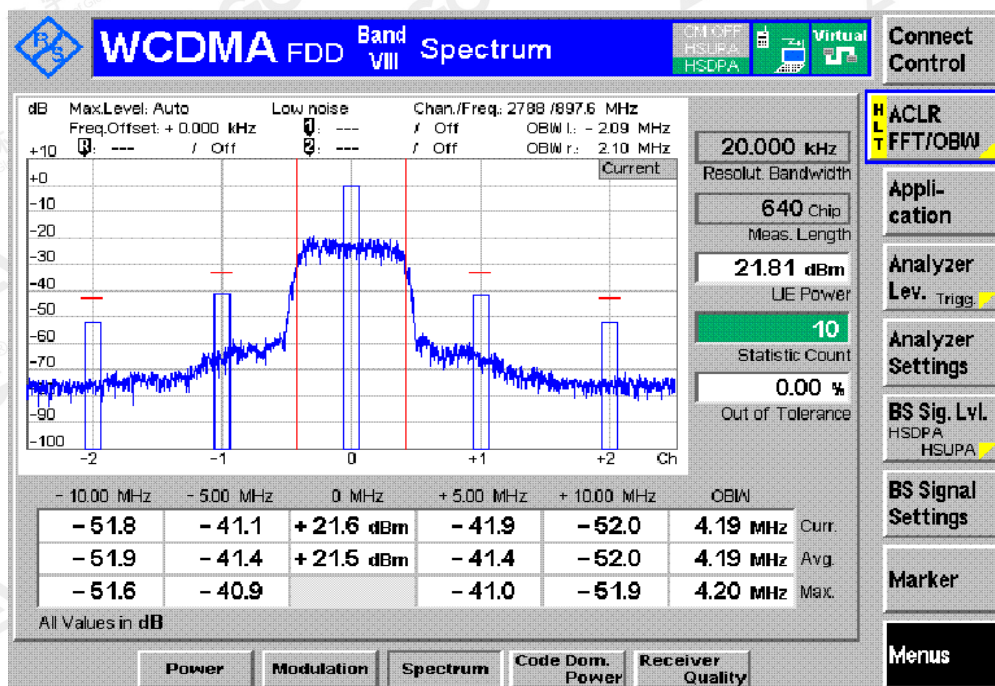 WCDMA FDD Band VIII Spectrum
CM OFF
HSUPA
HSDPA
Virtual
Connect Control
dB Max.Level: Auto Low noise Chan./Freq.: 2788 /897.6 MHz
Freq.Offset: + 0.000 kHz 1: --- / Off OBW l.: – 2.09 MHz
+10 R: --- / Off 2: --- / Off OBW r.: 2.10 MHz
Current
+0
–10
–20
–30
–40
–50
–60
–70
–90
–100
–2 –1 0 +1 +2 Ch
20.000 kHz
Resolut. Bandwidth
640 Chip
Meas. Length
21.81 dBm
UE Power
10
Statistic Count
0.00 %
Out of Tolerance
– 10.00 MHz – 5.00 MHz 0 MHz + 5.00 MHz + 10.00 MHz OBW
– 51.8 – 41.1 + 21.6 dBm – 41.9 – 52.0 4.19 MHz Curr.
– 51.9 – 41.4 + 21.5 dBm – 41.4 – 52.0 4.19 MHz Avg.
– 51.6 – 40.9 – 41.0 – 51.9 4.20 MHz Max.
All Values in dB
HLT
ACLR
FFT/OBW
Appli-
cation
Analyzer
Lev. Trigg.
Analyzer
Settings
BS Sig. Lvl.
HSDPA
HSUPA
BS Signal
Settings
Marker
Menus
Power Modulation Spectrum Code Dom. Power Receiver Quality